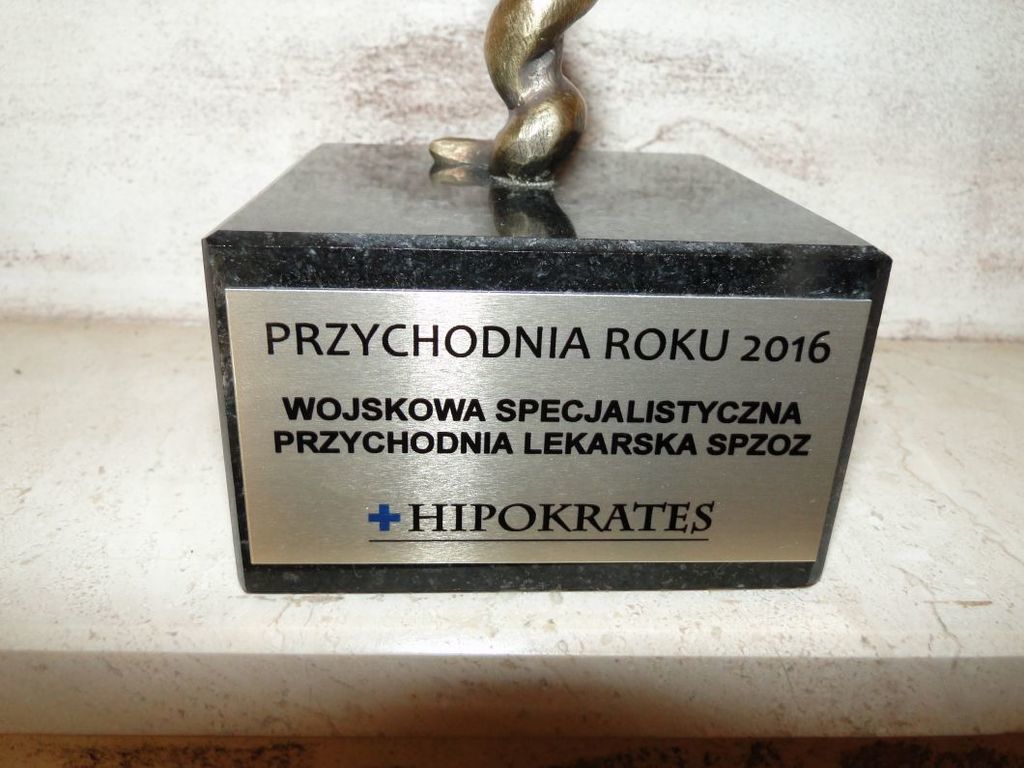 PRZYCHODNIA ROKU 2016
WOJSKOWA SPECJALISTYCZNA
PRZYCHODNIA LEKARSKA SPZOZ
HIPOKRATES